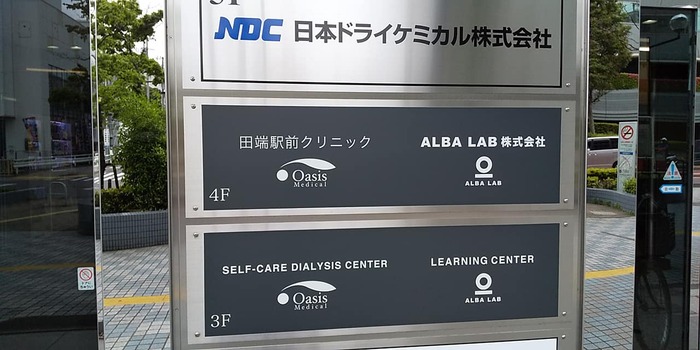 5F
NDC 日本ドライケミカル株式会社
田端駅前クリニック
Oasis
Medical
ALBA LAB 株式会社
ALBA LAB
4F
SELF-CARE DIALYSIS CENTER
Oasis
Medical
LEARNING CENTER
ALBA LAB
3F